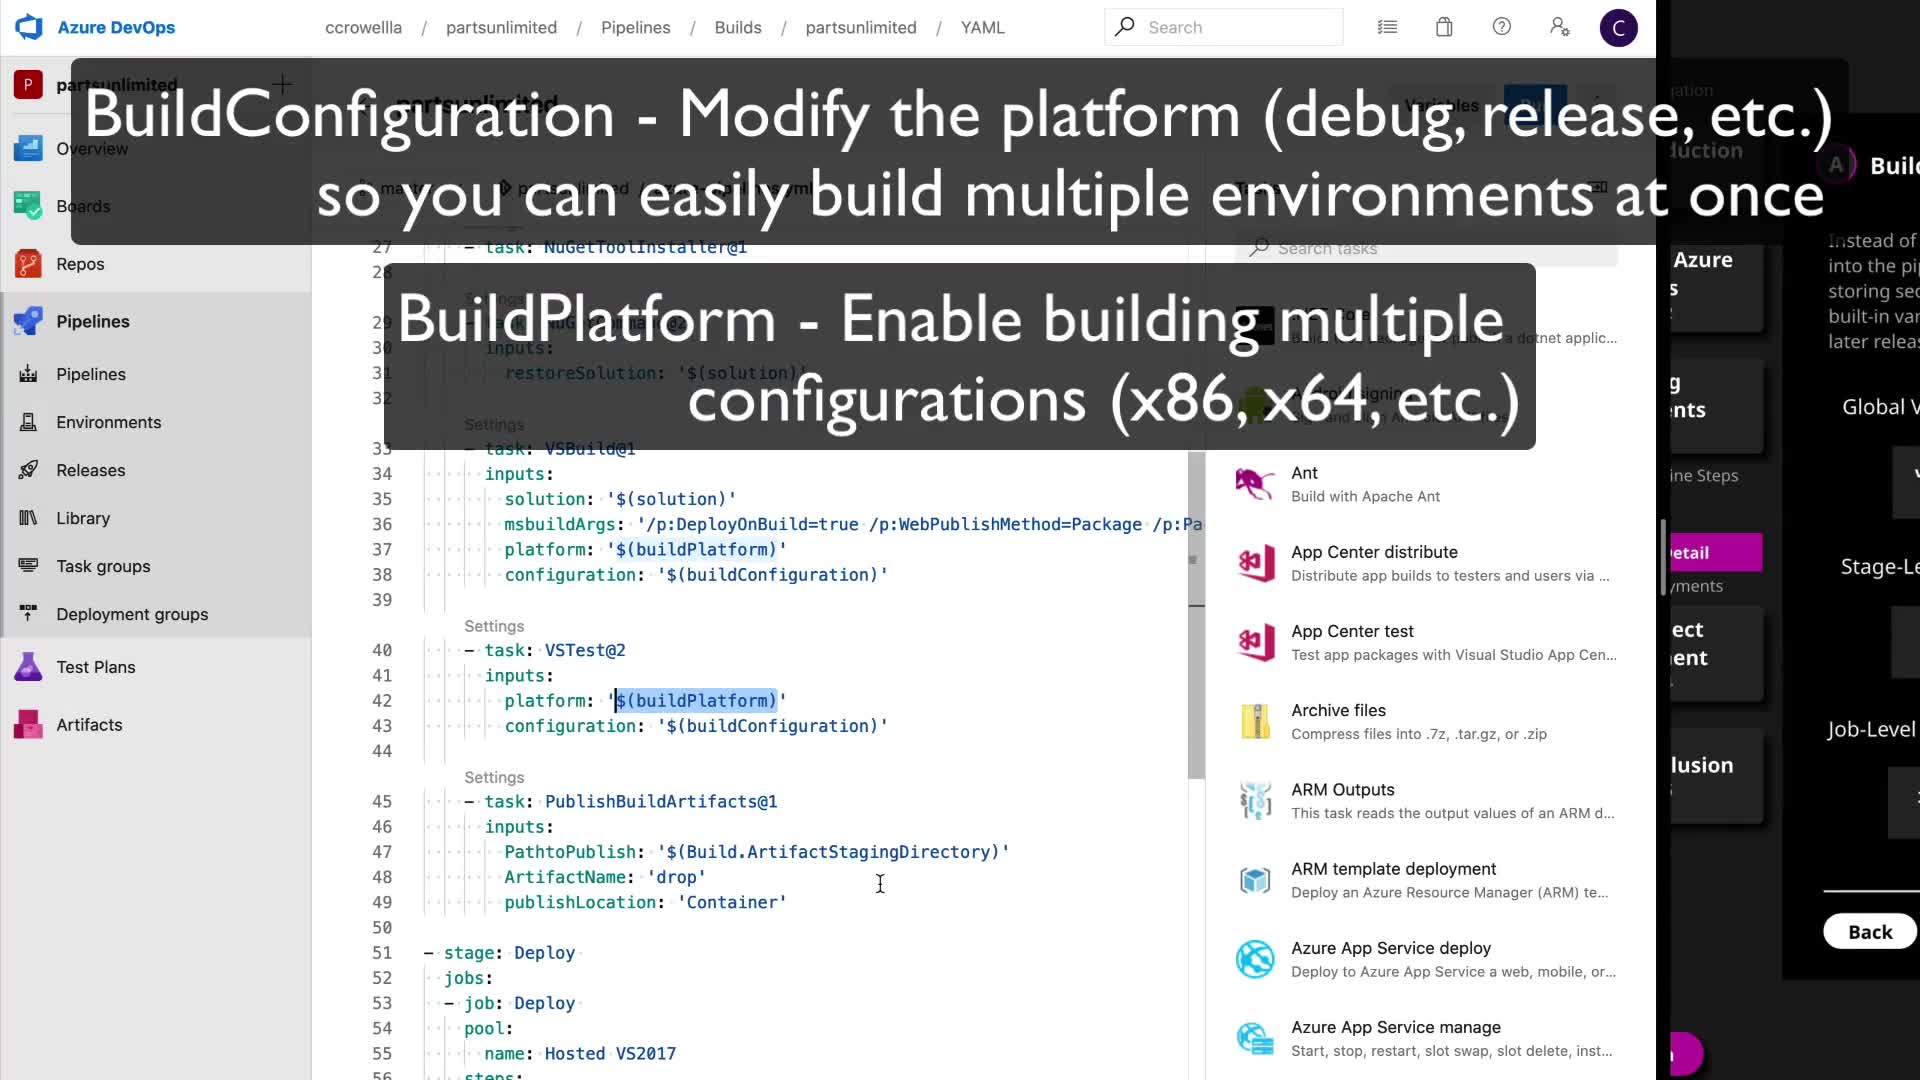 Azure DevOps
ccrowellla / partsunlimited / Pipelines / Builds / partsunlimited / YAML
Search
C
P partsunlimited
BuildConfiguration - Modify the platform (debug, release, etc.)
so you can easily build multiple environments at once
BuildPlatform - Enable building multiple
configurations (x86, x64, etc.)
Overview
Boards
Repos
Pipelines
Pipelines
Environments
Releases
Library
Task groups
Deployment groups
Test Plans
Artifacts
27 - task: NuGetToolInstaller@1
28
29
30 inputs:
31 restoreSolution: '$(solution)'
32
Settings
33 - task: VSBuild@1
34 inputs:
35 solution: '$(solution)'
36 msbuildArgs: '/p:DeployOnBuild=true /p:WebPublishMethod=Package /p:Pa
37 platform: '$(buildPlatform)'
38 configuration: '$(buildConfiguration)'
39
Settings
40 - task: VSTest@2
41 inputs:
42 platform: '$(buildPlatform)'
43 configuration: '$(buildConfiguration)'
44
Settings
45 - task: PublishBuildArtifacts@1
46 inputs:
47 PathtoPublish: '$(Build.ArtifactStagingDirectory)'
48 ArtifactName: 'drop'
49 publishLocation: 'Container'
50
51 - stage: Deploy
52 jobs:
53 - job: Deploy
54 pool:
55 name: Hosted VS2017
56 steps:
Search tasks
Ant
Build with Apache Ant
App Center distribute
Distribute app builds to testers and users via ...
App Center test
Test app packages with Visual Studio App Cen...
Archive files
Compress files into .7z, .tar.gz, or .zip
ARM Outputs
This task reads the output values of an ARM d...
ARM template deployment
Deploy an Azure Resource Manager (ARM) te...
Azure App Service deploy
Deploy to Azure App Service a web, mobile, or...
Azure App Service manage
Start, stop, restart, slot swap, slot delete, inst...
Azure
ine Steps
etail
yments
ect
ent
lusion
A Build
Instead of
into the pi
storing sec
built-in var
later releas
Global V
Stage-Le
Job-Level
Back